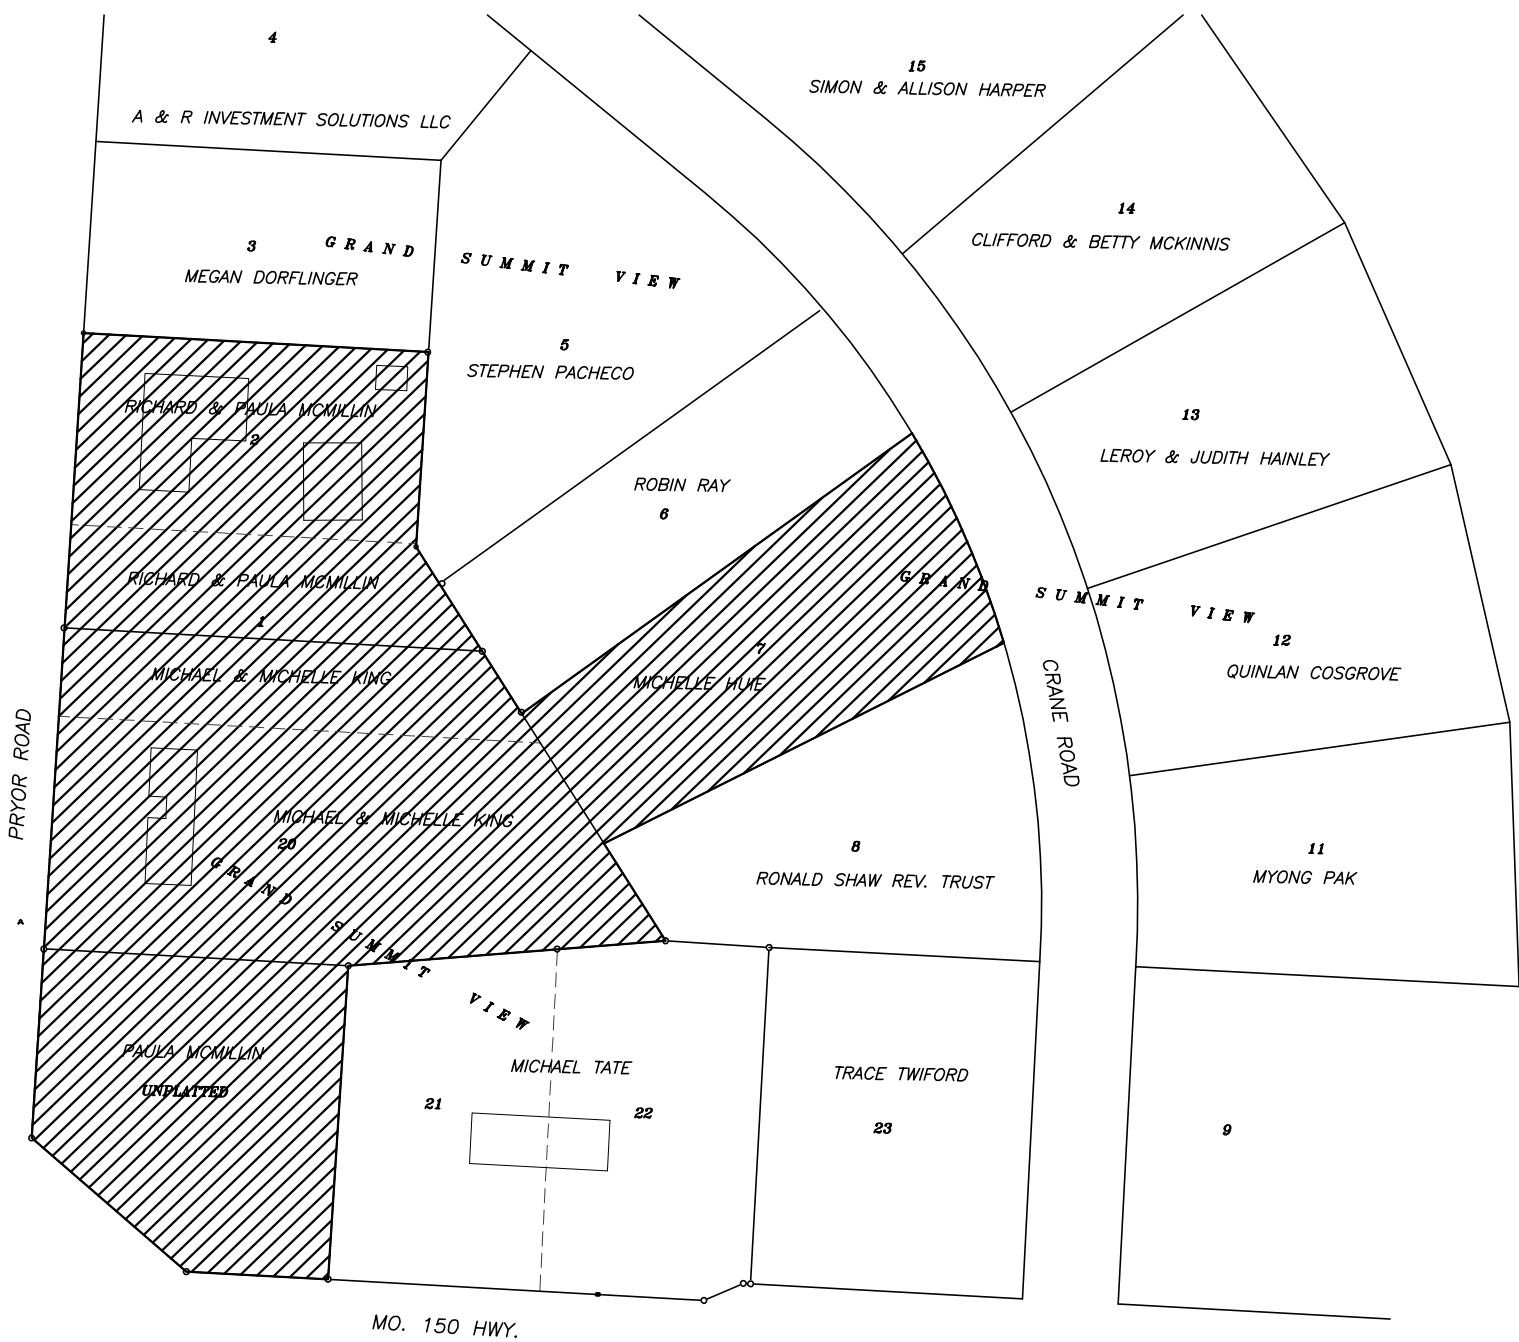 4
A & R INVESTMENT SOLUTIONS LLC
15
SIMON & ALLISON HARPER
14
CLIFFORD & BETTY MCKINNIS
3
MEGAN DORFLINGER
GRAND SUMMIT VIEW
5
STEPHEN PACHECO
RICHARD & PAULA MCMILLIN
2
13
LEROY & JUDITH HAINLEY
ROBIN RAY
6
RICHARD & PAULA MCMILLIN
1
GRAND SUMMIT VIEW
MICHAEL & MICHELLE KING
7
MICHELLE HUIE
12
QUINLAN COSGROVE
CRANE ROAD
PRYOR ROAD
MICHAEL & MICHELLE KING
20
GRAND SUMMIT VIEW
8
RONALD SHAW REV. TRUST
11
MYONG PAK
A
PAULA MCMILLIN
UNPLATTED
MICHAEL TATE
21
22
TRACE TWIFORD
23
9
MO. 150 HWY.